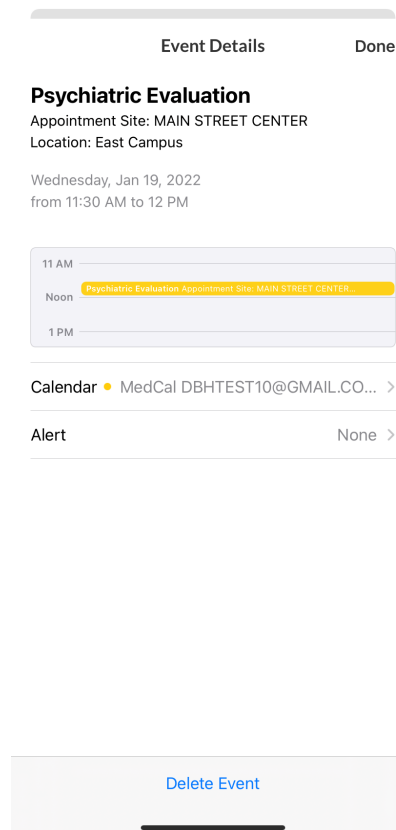 Event Details Done
Psychiatric Evaluation
Appointment Site: MAIN STREET CENTER
Location: East Campus
Wednesday, Jan 19, 2022
from 11:30 AM to 12 PM
11 AM
Psychiatric Evaluation Appointment Site: MAIN STREET CENTER...
Noon
1 PM
Calendar MedCal DBHTEST10@GMAIL.CO...
Alert None
Delete Event